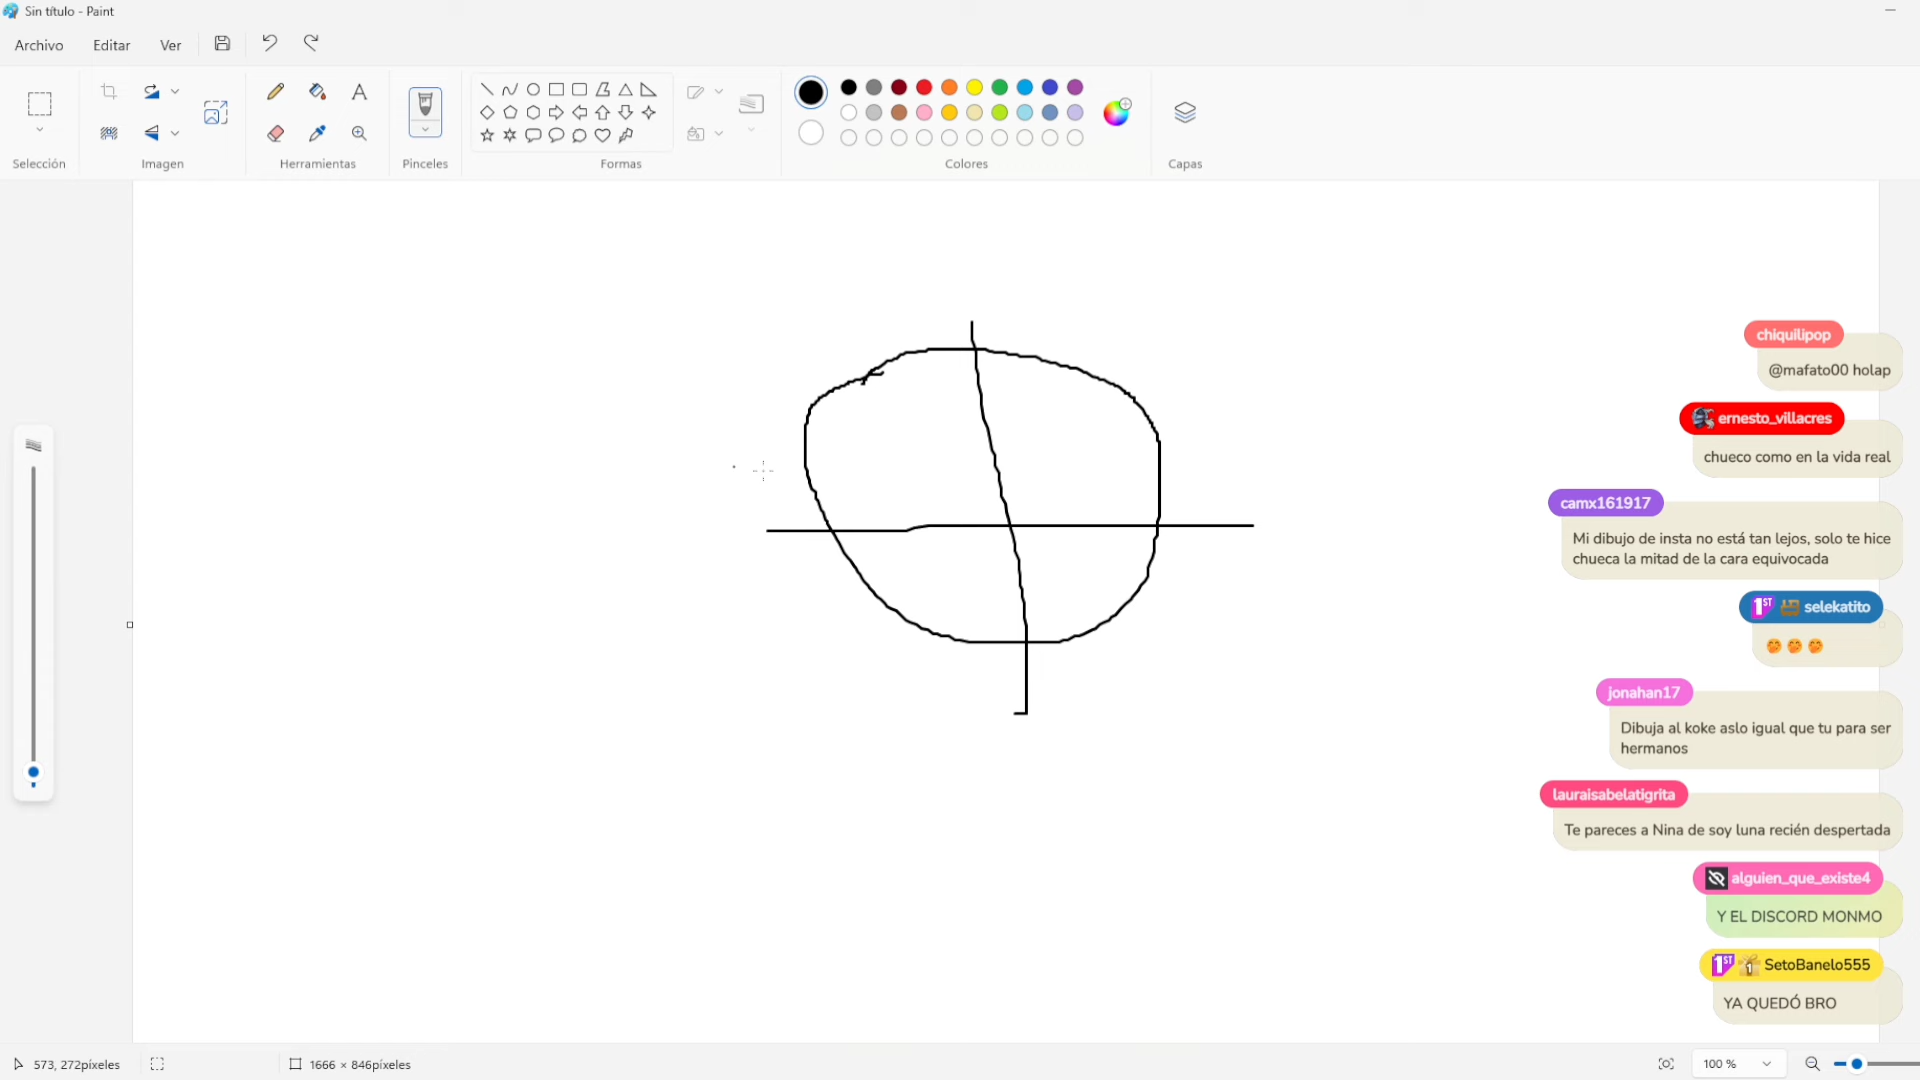 Sin título - Paint
Archivo
Editar
Ver
Selección
Imagen
Herramientas
Pinceles
Formas
Colores
Capas
chiquilipop
@mafato00 holap
ernesto_villacres
chueco como en la vida real
camx161917
Mi dibujo de insta no está tan lejos, solo te hice
chueca la mitad de la cara equivocada
1ST selekatito
jonahan17
Dibuja al koke aslo igual que tu para ser
hermanos
lauraisabelatigrita
Te pareces a Nina de soy luna recién despertada
alguien_que_existe4
Y EL DISCORD MONMO
1ST 1 SetoBanelo555
YA QUEDÓ BRO
573, 272píxeles
1666 × 846píxeles
100 %